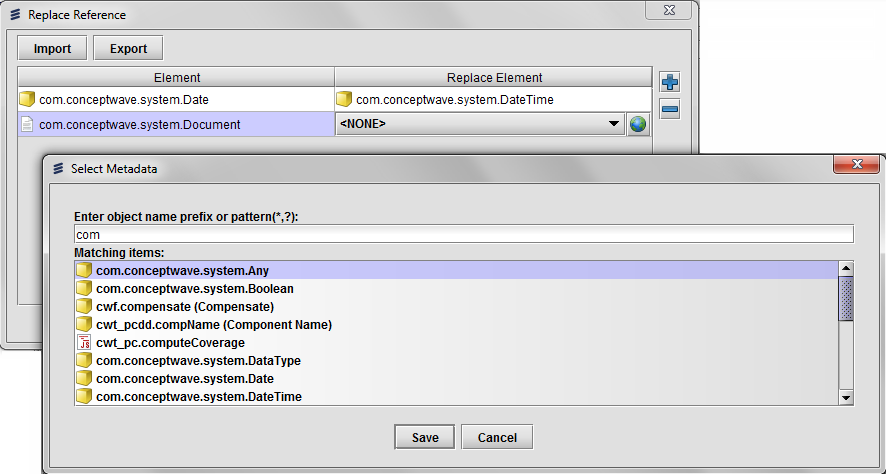 Replace Reference
Import Export
Element Replace Element
com.conceptwave.system.Date com.conceptwave.system.DateTime
com.conceptwave.system.Document <NONE>
Select Metadata
Enter object name prefix or pattern(*,?):
com
Matching items:
com.conceptwave.system.Any
com.conceptwave.system.Boolean
cwf.compensate (Compensate)
cwt_pcdd.compName (Component Name)
JS cwt_pc.computeCoverage
com.conceptwave.system.DataType
com.conceptwave.system.Date
com.conceptwave.system.DateTime
Save Cancel